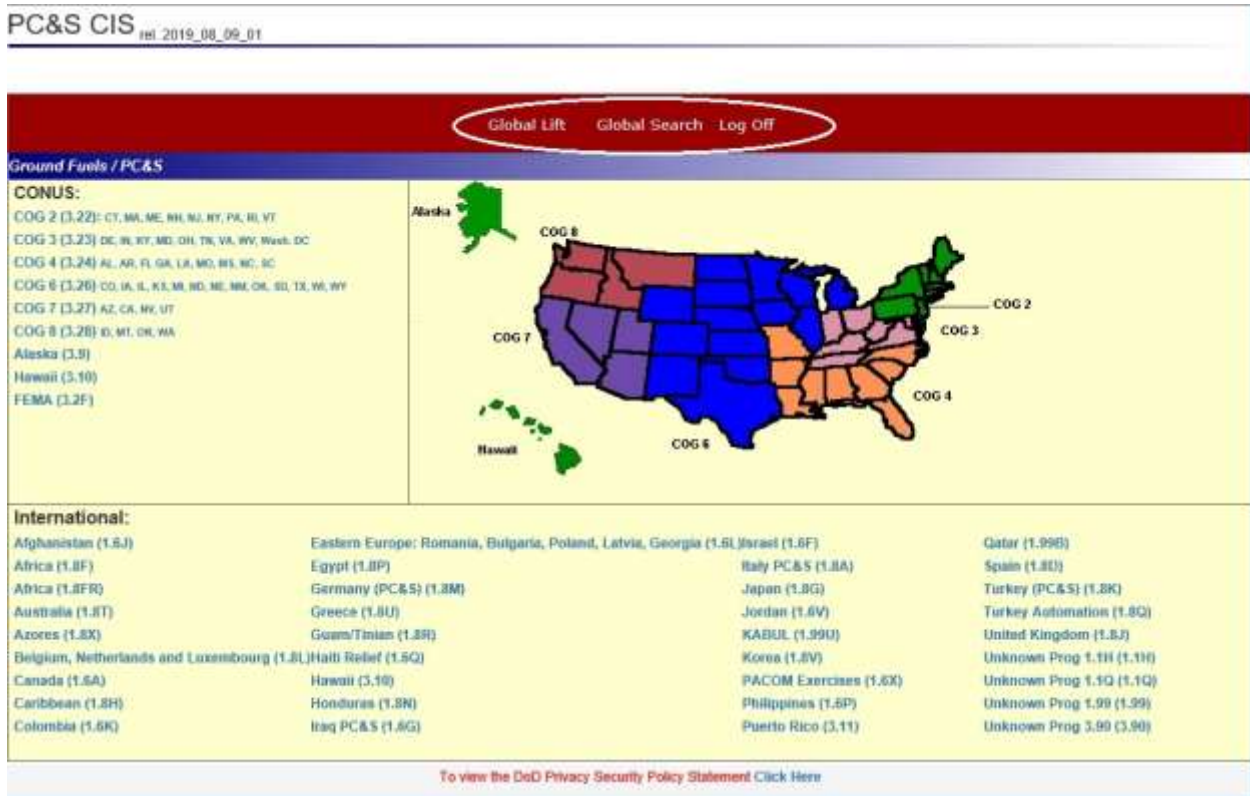 PC&S CIS rel. 2019_08_09_01
Global Lift Global Search Log Off
Ground Fuels / PC&S
CONUS:
COG 2 (3.22): CT, MA, ME, NH, NJ, NY, PA, RI, VT
COG 3 (3.23) DE, IN, KY, MD, OH, TN, VA, WV, Wash. DC
COG 4 (3.24) AL, AR, FL, GA, LA, MO, MS, NC, SC
COG 6 (3.26) CO, IA, IL, KS, MI, ND, NE, NM, OK, SD, TX, WI, WY
COG 7 (3.27) AZ, CA, NV, UT
COG 8 (3.28) ID, MT, OR, WA
Alaska (3.9)
Hawaii (3.10)
FEMA (3.2F)
Alaska
COG 8
COG 2
COG 3
COG 7
COG 4
COG 6
Hawaii
International:
Afghanistan (1.6J)
Africa (1.8F)
Africa (1.8FR)
Australia (1.8T)
Azores (1.8X)
Belgium, Netherlands and Luxembourg (1.8L)
Canada (1.6A)
Caribbean (1.8H)
Colombia (1.6K)
Eastern Europe: Romania, Bulgaria, Poland, Latvia, Georgia (1.6L)
Egypt (1.8P)
Germany (PC&S) (1.8M)
Greece (1.8U)
Guam/Tinian (1.8R)
Haiti Relief (1.6Q)
Hawaii (3.10)
Honduras (1.8N)
Iraq PC&S (1.6G)
Israel (1.6F)
Italy PC&S (1.8A)
Japan (1.8G)
Jordan (1.6V)
KABUL (1.99U)
Korea (1.8V)
PACOM Exercises (1.6X)
Philippines (1.6P)
Puerto Rico (3.11)
Qatar (1.99B)
Spain (1.8D)
Turkey (PC&S) (1.8K)
Turkey Automation (1.8Q)
United Kingdom (1.8J)
Unknown Prog 1.1H (1.1H)
Unknown Prog 1.1Q (1.1Q)
Unknown Prog 1.99 (1.99)
Unknown Prog 3.90 (3.90)
To view the DoD Privacy Security Policy Statement Click Here